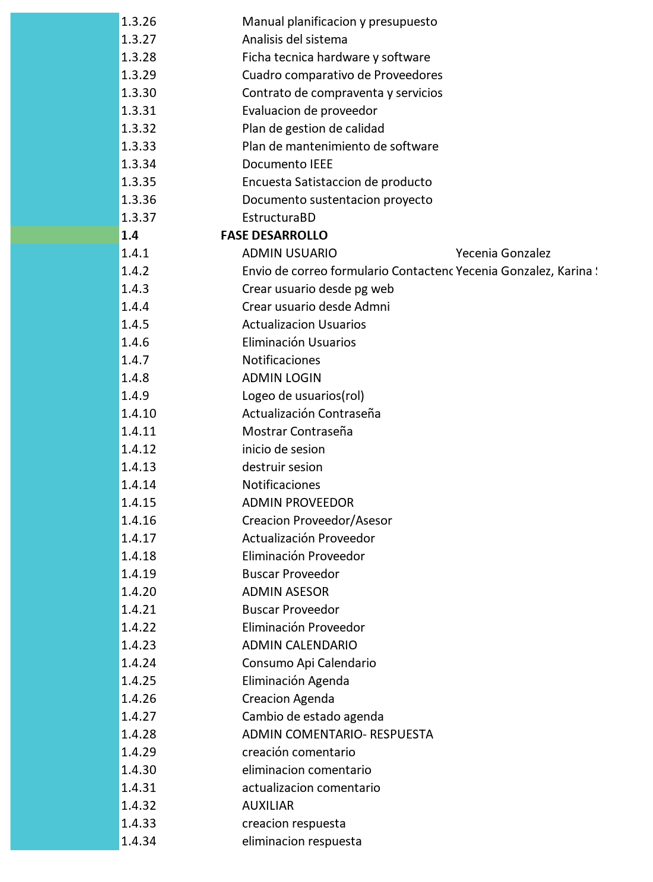 1.3.26 Manual planificacion y presupuesto
1.3.27 Analisis del sistema
1.3.28 Ficha tecnica hardware y software
1.3.29 Cuadro comparativo de Proveedores
1.3.30 Contrato de compraventa y servicios
1.3.31 Evaluacion de proveedor
1.3.32 Plan de gestion de calidad
1.3.33 Plan de mantenimiento de software
1.3.34 Documento IEEE
1.3.35 Encuesta Satistaccion de producto
1.3.36 Documento sustentacion proyecto
1.3.37 EstructuraBD
1.4 FASE DESARROLLO
1.4.1 ADMIN USUARIO Yecenia Gonzalez
1.4.2 Envio de correo formulario Contactenc Yecenia Gonzalez, Karina
1.4.3 Crear usuario desde pg web
1.4.4 Crear usuario desde Admni
1.4.5 Actualizacion Usuarios
1.4.6 Eliminación Usuarios
1.4.7 Notificaciones
1.4.8 ADMIN LOGIN
1.4.9 Logeo de usuarios(rol)
1.4.10 Actualización Contraseña
1.4.11 Mostrar Contraseña
1.4.12 inicio de sesion
1.4.13 destruir sesion
1.4.14 Notificaciones
1.4.15 ADMIN PROVEEDOR
1.4.16 Creacion Proveedor/Asesor
1.4.17 Actualización Proveedor
1.4.18 Eliminación Proveedor
1.4.19 Buscar Proveedor
1.4.20 ADMIN ASESOR
1.4.21 Buscar Proveedor
1.4.22 Eliminación Proveedor
1.4.23 ADMIN CALENDARIO
1.4.24 Consumo Api Calendario
1.4.25 Eliminación Agenda
1.4.26 Creacion Agenda
1.4.27 Cambio de estado agenda
1.4.28 ADMIN COMENTARIO- RESPUESTA
1.4.29 creación comentario
1.4.30 eliminacion comentario
1.4.31 actualizacion comentario
1.4.32 AUXILIAR
1.4.33 creacion respuesta
1.4.34 eliminacion respuesta